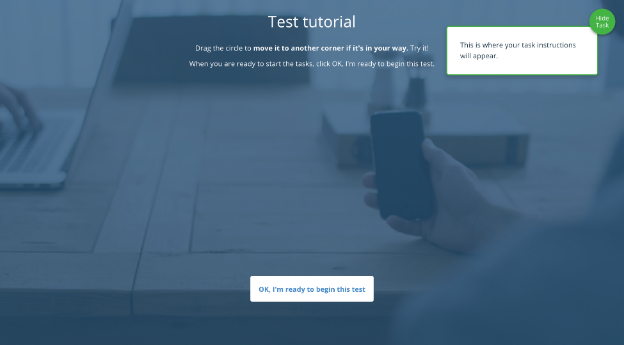 Test tutorial
Drag the circle to move it to another corner if it's in your way. Try it!
When you are ready to start the tasks, click OK, I'm ready to begin this test.
Hide
Task
This is where your task instructions
will appear.
OK, I'm ready to begin this test